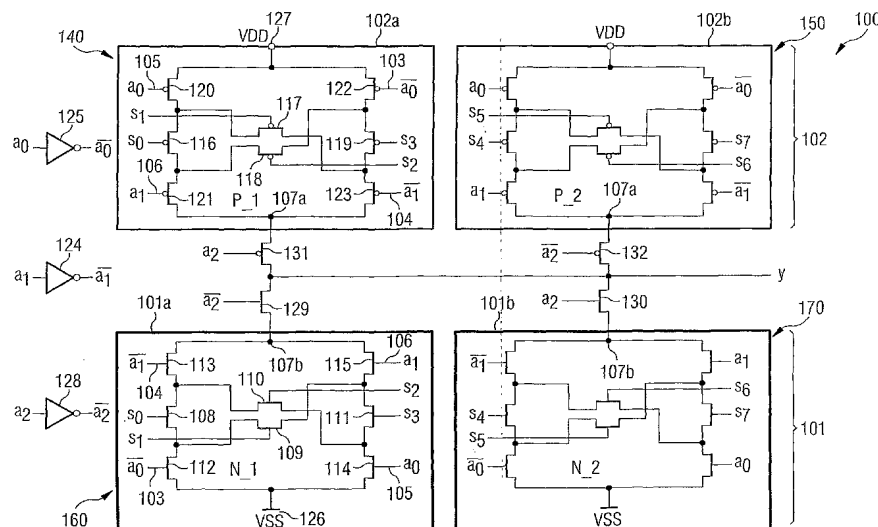 127 102a 102b 150 100
140 VDD VDD
105 103
a0 120 122 a0 a0 a0
117
s1 s5
125
a0 a0 s0 116 119 s3 s4 s7 102
s2 s6
106 118
a1 121 P_1 123 a1 a1 P_2 a1
107a 104 107a
a2 131 a2 132
124
a1 a1 y
a2 129 a2 130
101a 101b 170
106
a1 113 107b 115 a1 a1 107b a1
104 110 s2 s6
128
a2 a2 s0 108 111 s3 s4 s7 101
s1 109 s5
a0 112 N_1 114 a0 a0 N_2 a0
103 105
160 VSS 126 VSS